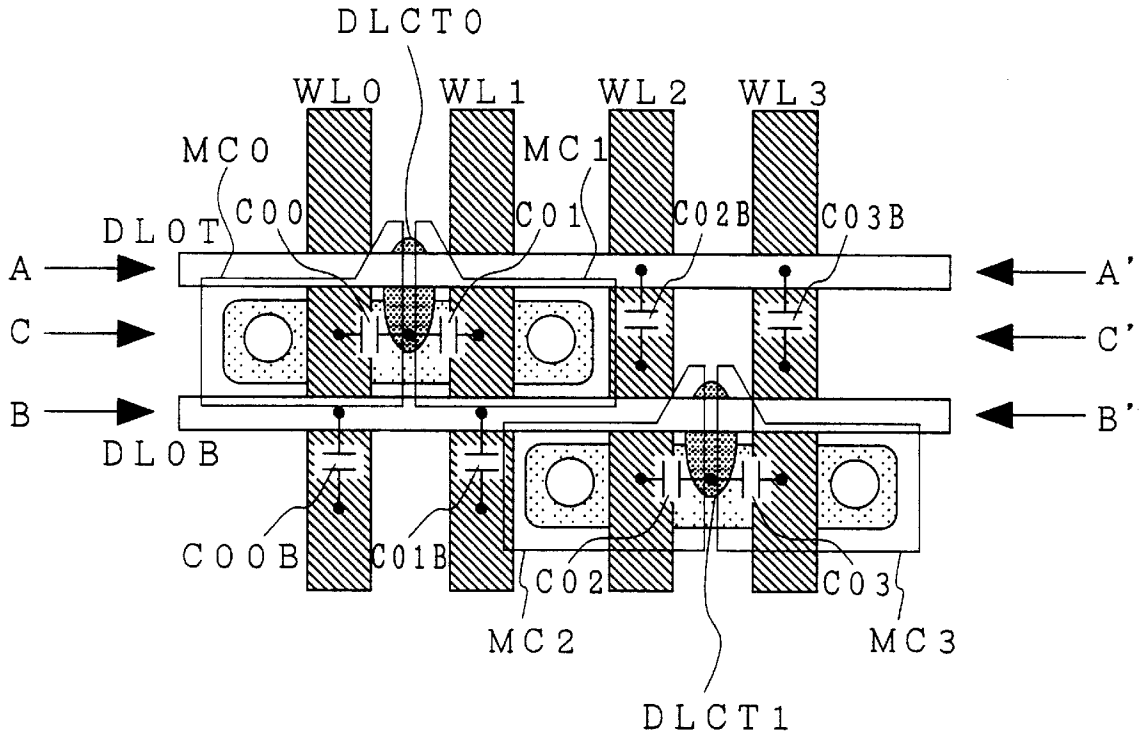 DLCT0
WL0 WL1 WL2 WL3
MC0 MC1
C00 C01 C02B C03B
DL0T
A A'
C C'
B B'
DL0B
C00B C01B C02 C03
MC2 MC3
DLCT1